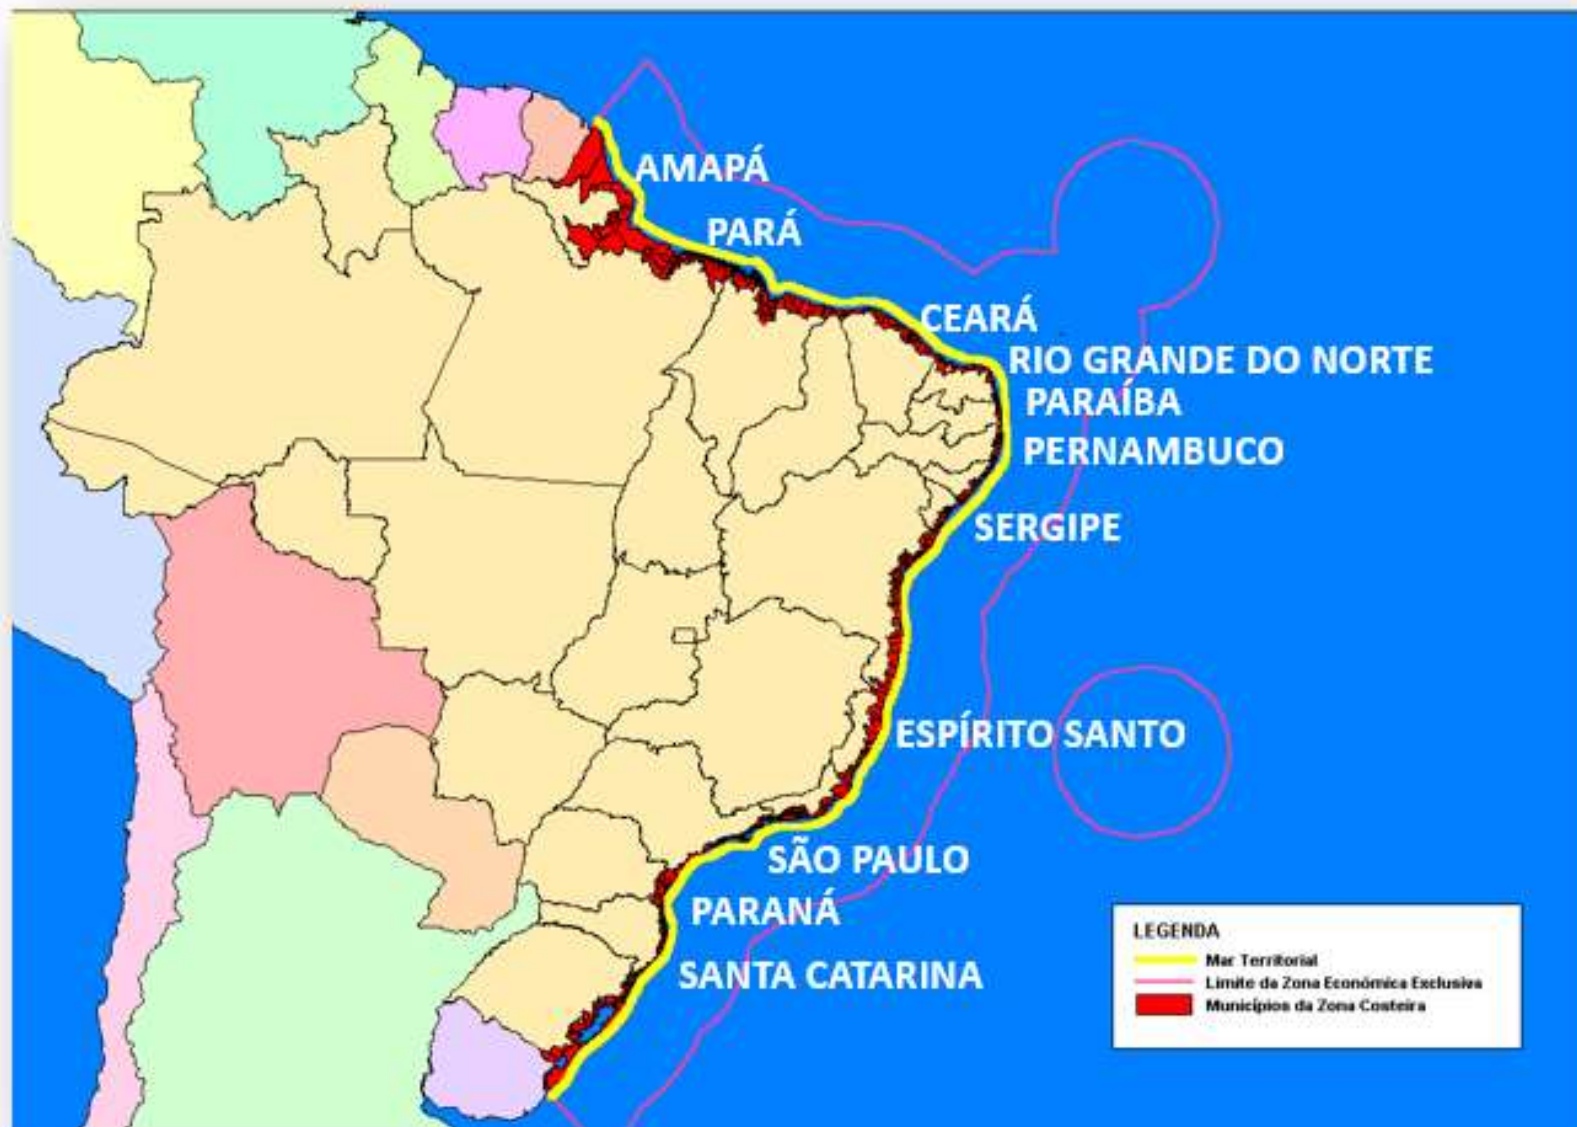 AMAPÁ
PARÁ
CEARÁ
RIO GRANDE DO NORTE
PARAÍBA
PERNAMBUCO
SERGIPE
ESPÍRITO SANTO
SÃO PAULO
PARANÁ
SANTA CATARINA
LEGENDA
Mar Territorial
Limite da Zona Económica Exclusiva
Municípios da Zona Costeira